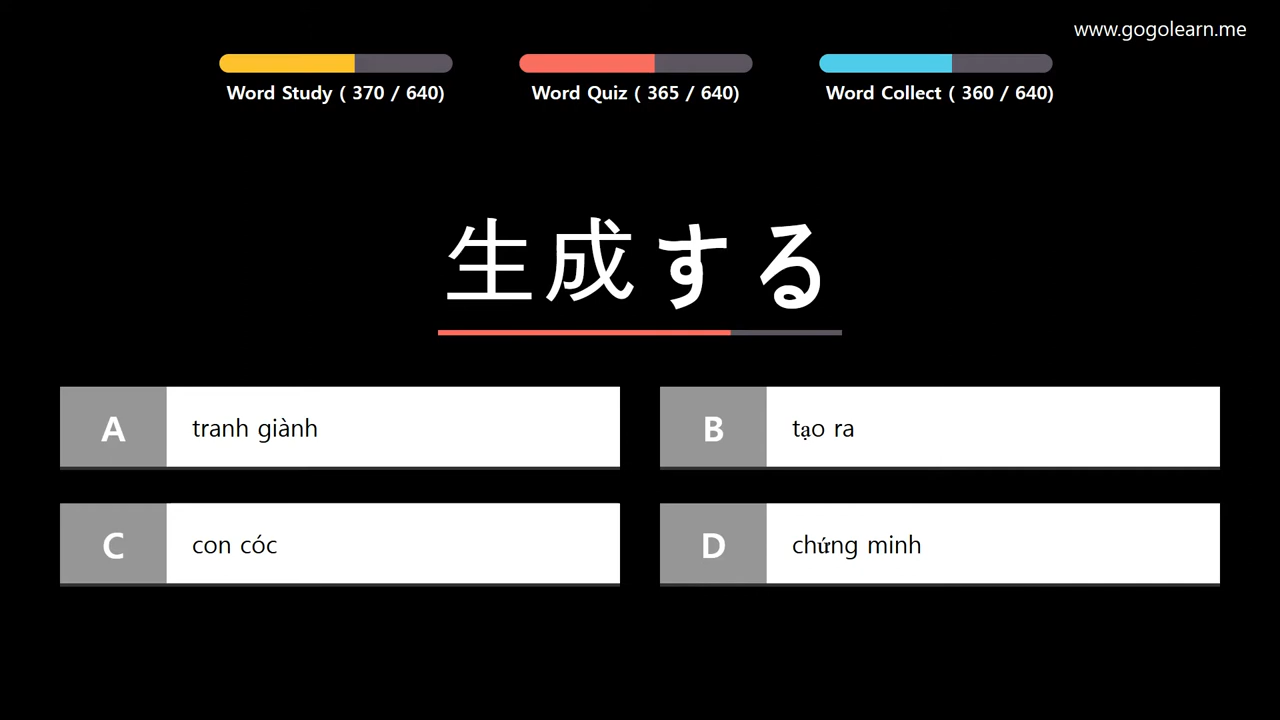 www.gogolearn.me
Word Study ( 370 / 640)
Word Quiz ( 365 / 640)
Word Collect ( 360 / 640)
生成する
A
tranh giành
B
tạo ra
C
con cóc
D
chứng minh